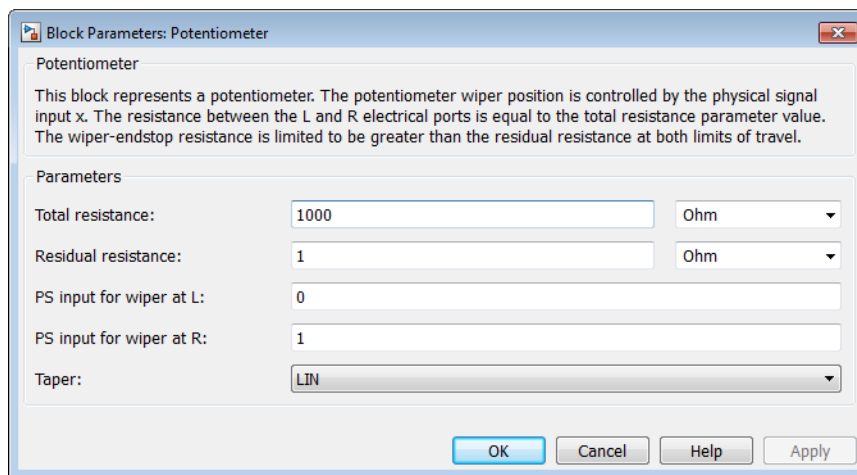 Block Parameters: Potentiometer
Potentiometer
This block represents a potentiometer. The potentiometer wiper position is controlled by the physical signal
input x. The resistance between the L and R electrical ports is equal to the total resistance parameter value.
The wiper-endstop resistance is limited to be greater than the residual resistance at both limits of travel.
Parameters
Total resistance: 1000 Ohm
Residual resistance: 1 Ohm
PS input for wiper at L: 0
PS input for wiper at R: 1
Taper: LIN
OK Cancel Help Apply